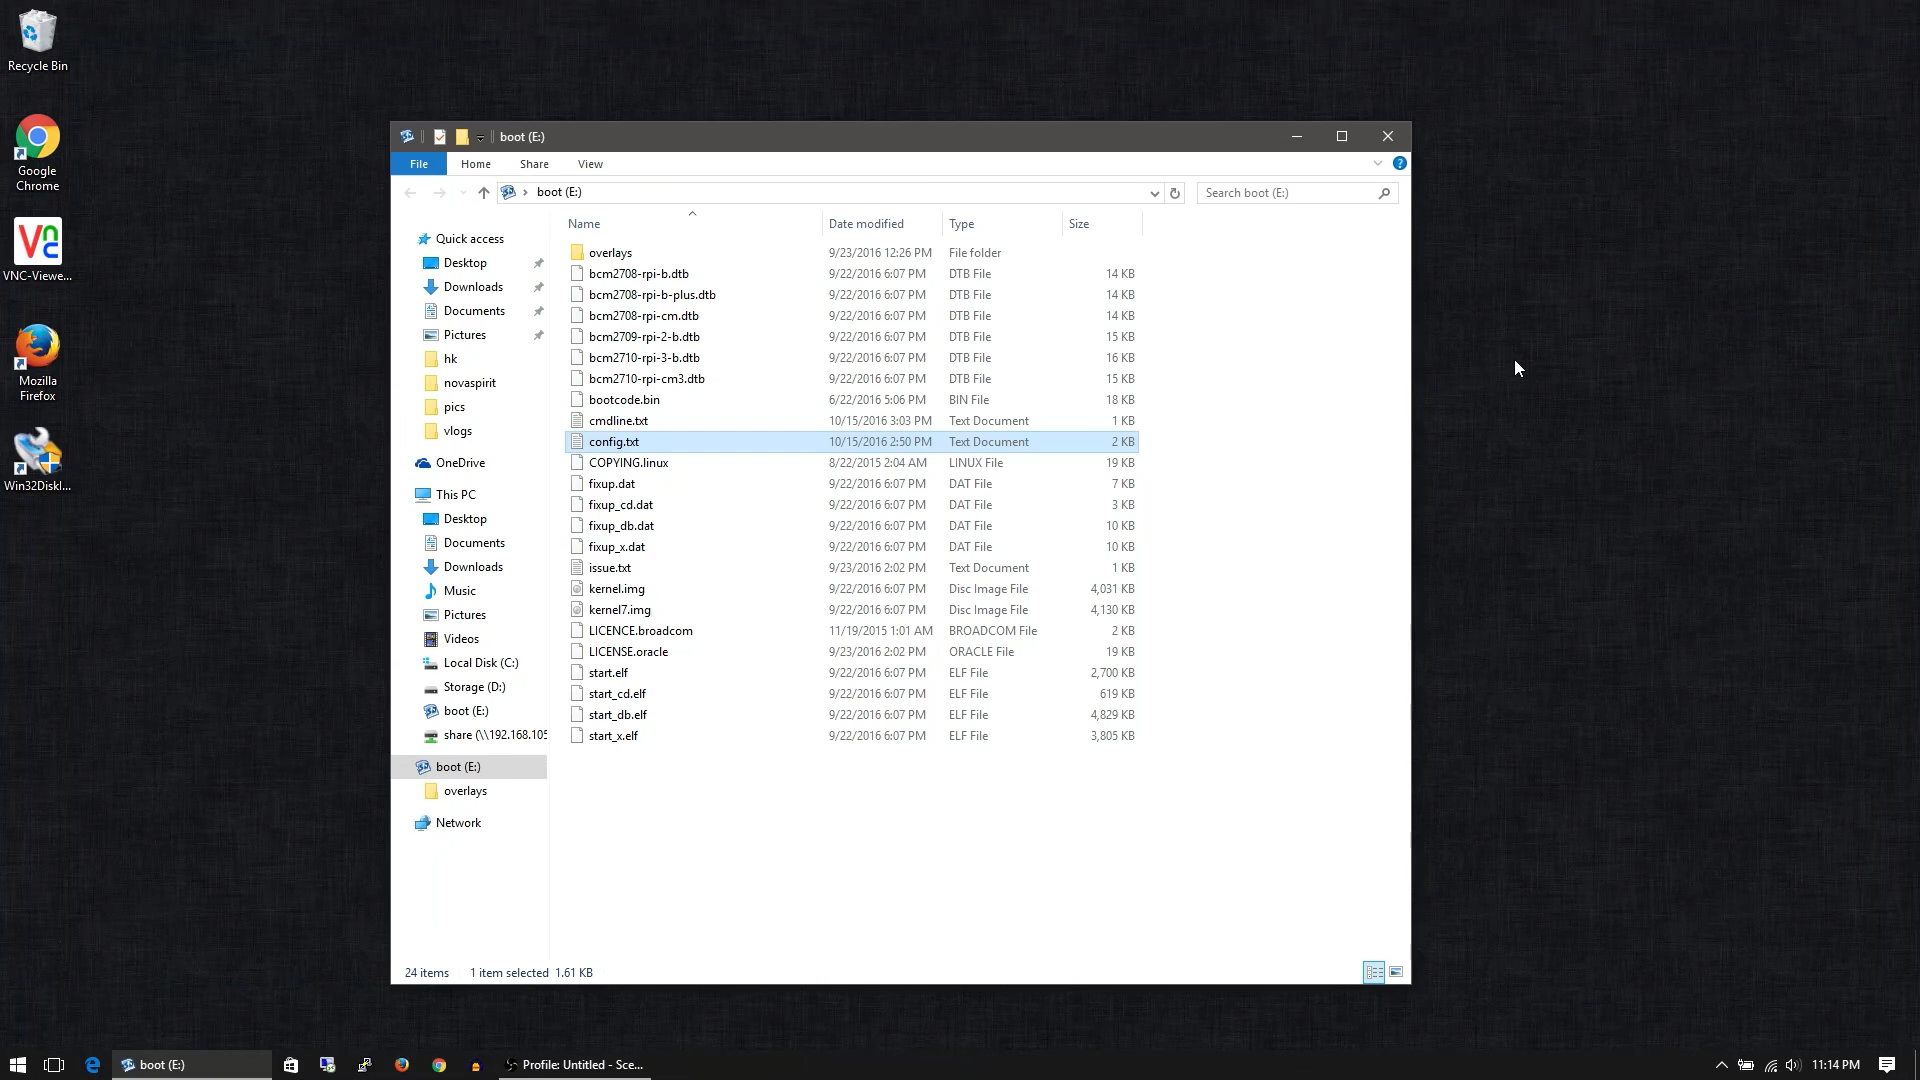 Recycle Bin
Google
Chrome
VNC-Viewe...
Mozilla
Firefox
Win32DiskI...
boot (E:)
File Home Share View
boot (E:)
Search boot (E:)
Name Date modified Type Size
Quick access
Desktop
Downloads
Documents
Pictures
hk
novaspirit
pics
vlogs
OneDrive
This PC
Desktop
Documents
Downloads
Music
Pictures
Videos
Local Disk (C:)
Storage (D:)
boot (E:)
share (\\192.168.105
boot (E:)
overlays
Network
overlays 9/23/2016 12:26 PM File folder
bcm2708-rpi-b.dtb 9/22/2016 6:07 PM DTB File 14 KB
bcm2708-rpi-b-plus.dtb 9/22/2016 6:07 PM DTB File 14 KB
bcm2708-rpi-cm.dtb 9/22/2016 6:07 PM DTB File 14 KB
bcm2709-rpi-2-b.dtb 9/22/2016 6:07 PM DTB File 15 KB
bcm2710-rpi-3-b.dtb 9/22/2016 6:07 PM DTB File 16 KB
bcm2710-rpi-cm3.dtb 9/22/2016 6:07 PM DTB File 15 KB
bootcode.bin 6/22/2016 5:06 PM BIN File 18 KB
cmdline.txt 10/15/2016 3:03 PM Text Document 1 KB
config.txt 10/15/2016 2:50 PM Text Document 2 KB
COPYING.linux 8/22/2015 2:04 AM LINUX File 19 KB
fixup.dat 9/22/2016 6:07 PM DAT File 7 KB
fixup_cd.dat 9/22/2016 6:07 PM DAT File 3 KB
fixup_db.dat 9/22/2016 6:07 PM DAT File 10 KB
fixup_x.dat 9/22/2016 6:07 PM DAT File 10 KB
issue.txt 9/23/2016 2:02 PM Text Document 1 KB
kernel.img 9/22/2016 6:07 PM Disc Image File 4,031 KB
kernel7.img 9/22/2016 6:07 PM Disc Image File 4,130 KB
LICENCE.broadcom 11/19/2015 1:01 AM BROADCOM File 2 KB
LICENSE.oracle 9/23/2016 2:02 PM ORACLE File 19 KB
start.elf 9/22/2016 6:07 PM ELF File 2,700 KB
start_cd.elf 9/22/2016 6:07 PM ELF File 619 KB
start_db.elf 9/22/2016 6:07 PM ELF File 4,829 KB
start_x.elf 9/22/2016 6:07 PM ELF File 3,805 KB
24 items 1 item selected 1.61 KB
boot (E:)
Profile: Untitled - Sce...
11:14 PM